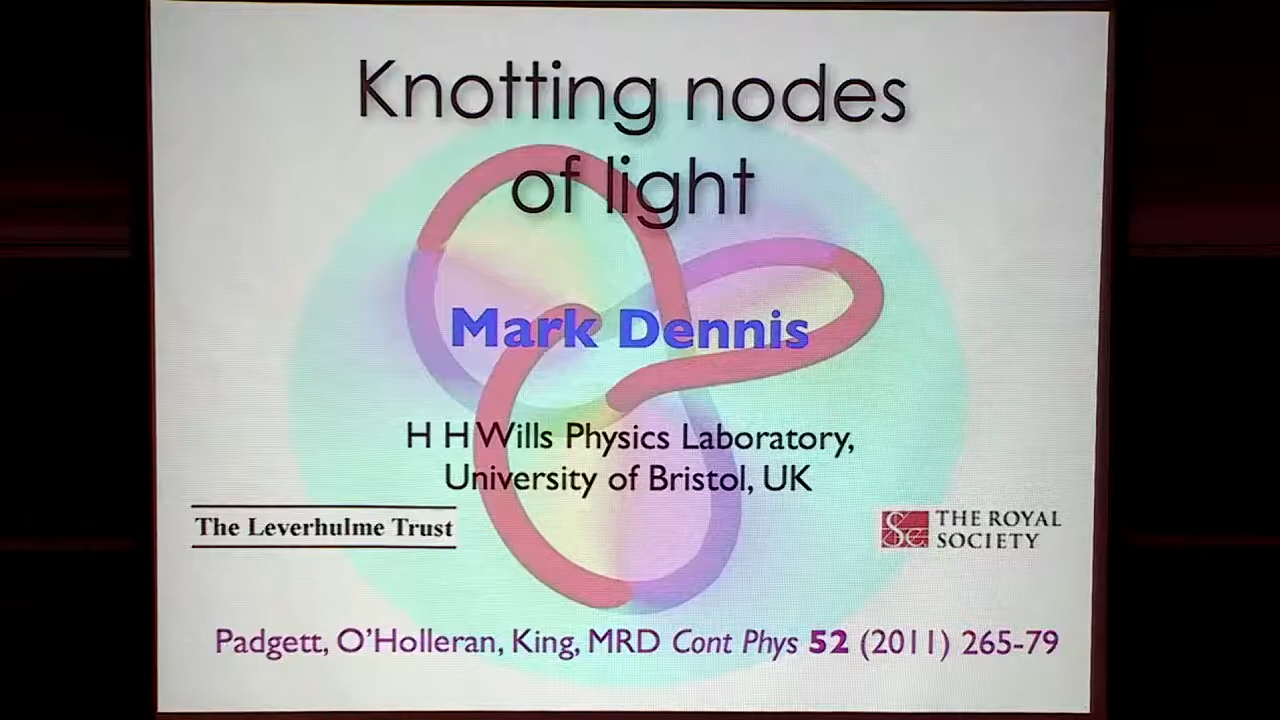 Knotting nodes
of light
Mark Dennis
H H Wills Physics Laboratory,
University of Bristol, UK
The Leverhulme Trust
THE ROYAL
SOCIETY
Padgett, O'Holleran, King, MRD Cont Phys 52 (2011) 265-79